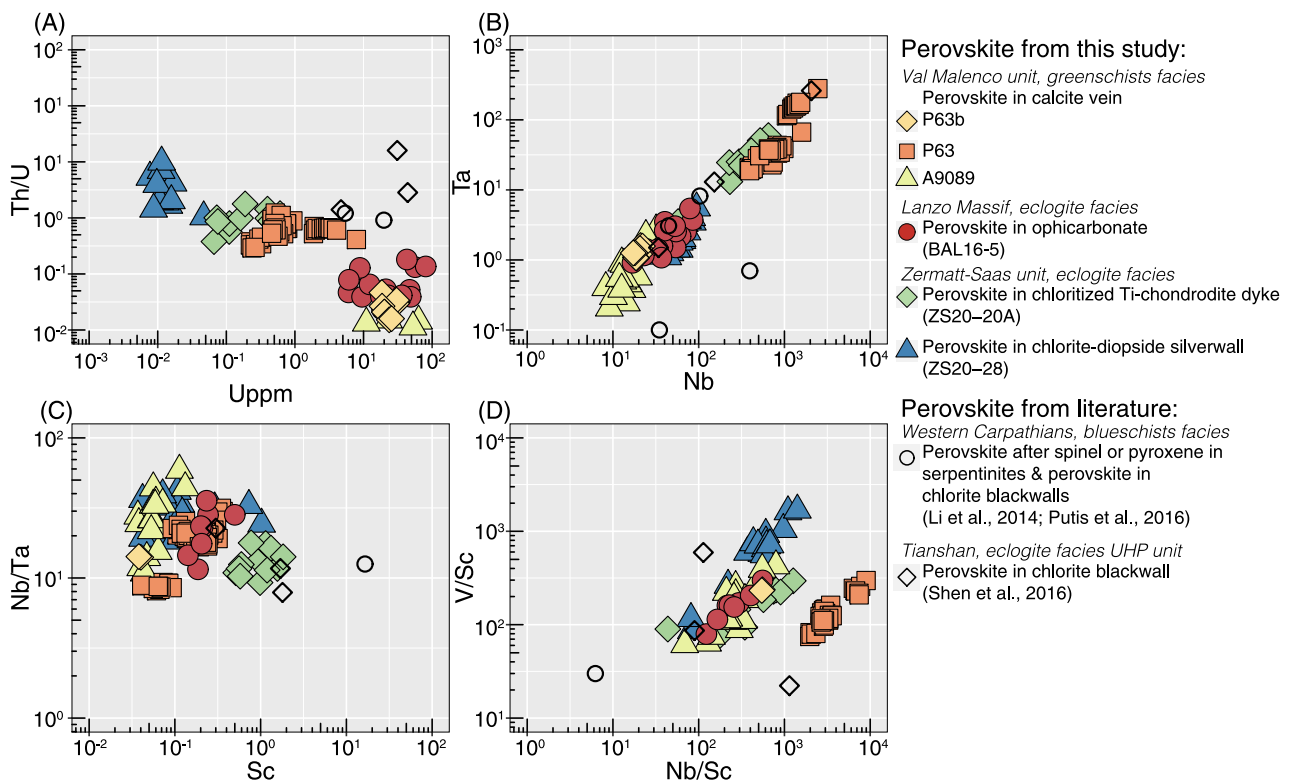 (A)
10²
10¹
10¹
10⁰
10⁻¹
10⁻²
Th/U
10⁻³
10⁻²
10⁻¹
10⁰
10¹
10²
Uppm
(B)
10³
10²
10¹
10⁰
10⁻¹
Ta
10⁰
10¹
10²
10³
10⁴
Nb
(C)
10²
10¹
10⁰
Nb/Ta
10⁻²
10⁻¹
10⁰
10¹
10²
Sc
(D)
10⁴
10³
10²
10¹
V/Sc
10⁰
10¹
10²
10³
10⁴
Nb/Sc
Perovskite from this study:
Val Malenco unit, greenschists facies
Perovskite in calcite vein
P63b
P63
A9089
Lanzo Massif, eclogite facies
Perovskite in ophicarbonate
(BAL16-5)
Zermatt-Saas unit, eclogite facies
Perovskite in chloritized Ti-chondrodite dyke
(ZS20–20A)
Perovskite in chlorite-diopside silverwall
(ZS20–28)
Perovskite from literature:
Western Carpathians, blueschists facies
Perovskite after spinel or pyroxene in
serpentinites & perovskite in
chlorite blackwalls
(Li et al., 2014; Putis et al., 2016)
Tianshan, eclogite facies UHP unit
Perovskite in chlorite blackwall
(Shen et al., 2016)